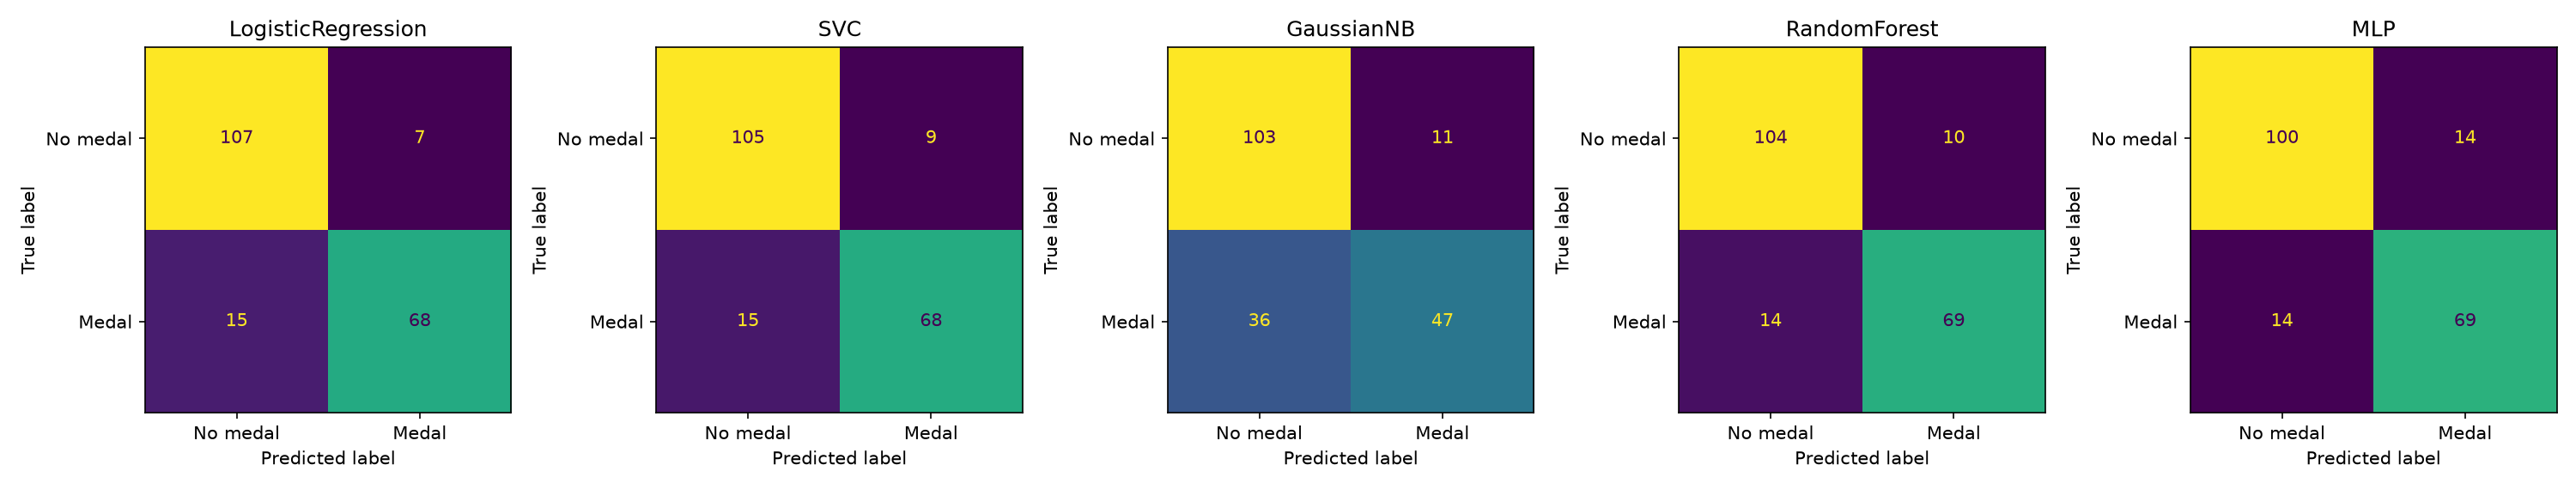 LogisticRegression
No medal
107
7
Medal
15
68
True label
No medal
Medal
Predicted label
SVC
No medal
105
9
Medal
15
68
True label
No medal
Medal
Predicted label
GaussianNB
No medal
103
11
Medal
36
47
True label
No medal
Medal
Predicted label
RandomForest
No medal
104
10
Medal
14
69
True label
No medal
Medal
Predicted label
MLP
No medal
100
14
Medal
14
69
True label
No medal
Medal
Predicted label